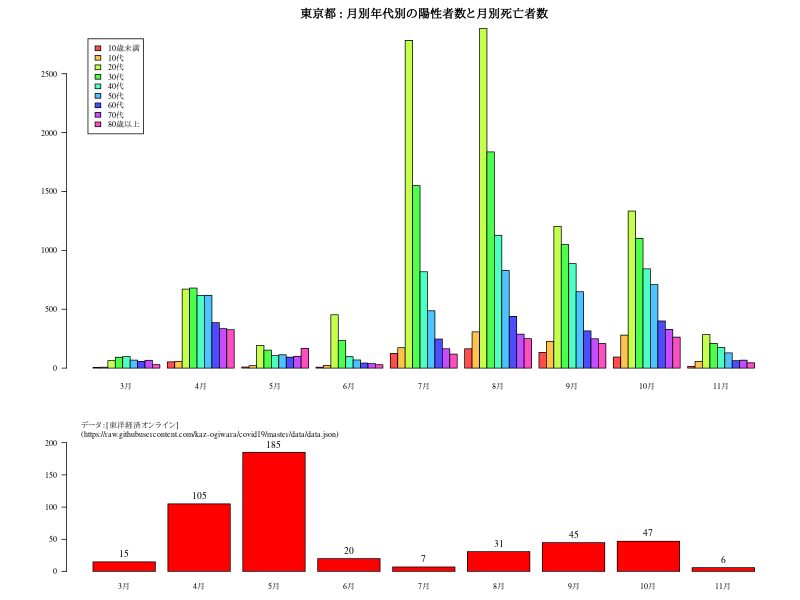 東京都 : 月別年代別の陽性者数と月別死亡者数
10歳未満
10代
20代
30代
40代
50代
60代
70代
80歳以上
2500
2000
1500
1000
500
0
3月 4月 5月 6月 7月 8月 9月 10月 11月
データ:[東洋経済オンライン]
(https://raw.githubusercontent.com/kaz-ogiwara/covid19/master/data/data.json)
200
150
100
50
0
15 105 185 20 7 31 45 47 6
3月 4月 5月 6月 7月 8月 9月 10月 11月